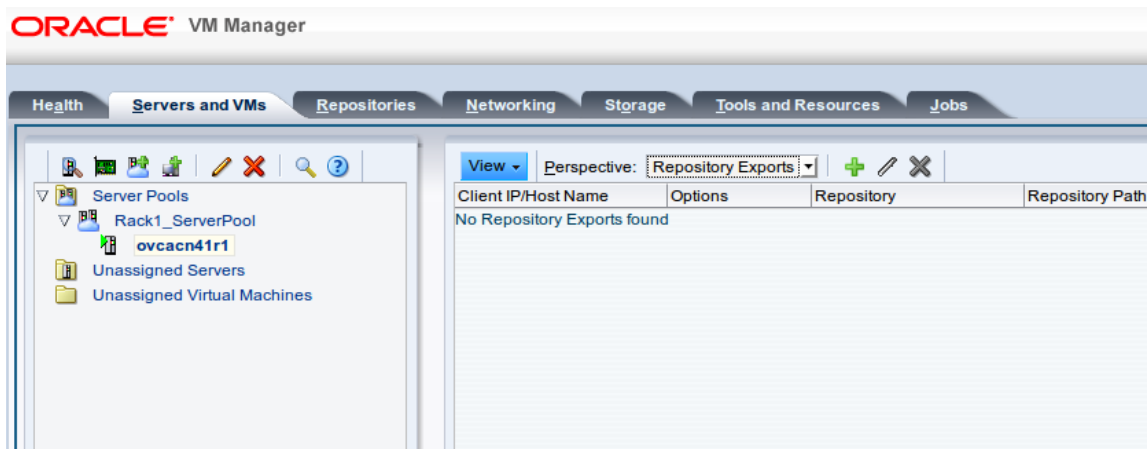 ORACLE VM Manager
Health Servers and VMs Repositories Networking Storage Tools and Resources Jobs
View Perspective: Repository Exports
Server Pools
Rack1_ServerPool
ovcacn41r1
Unassigned Servers
Unassigned Virtual Machines
Client IP/Host Name Options Repository Repository Path
No Repository Exports found